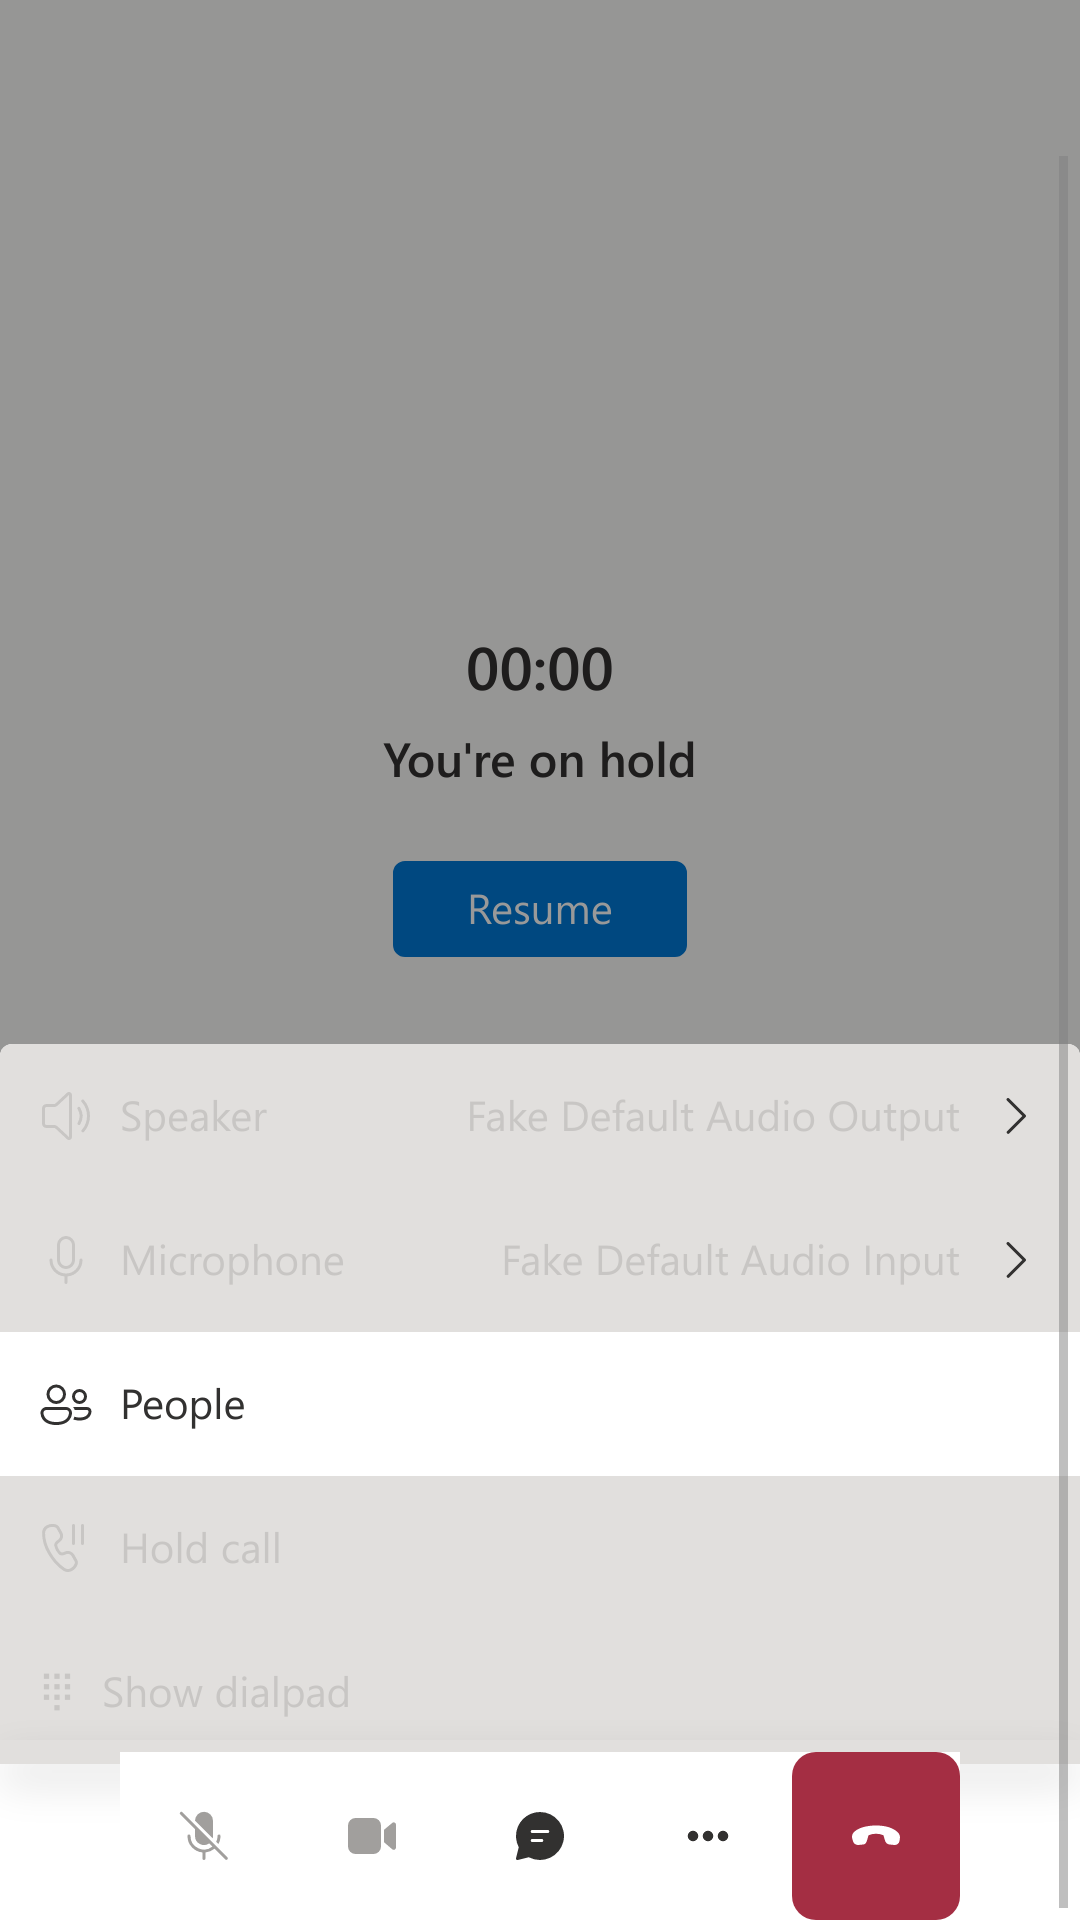 00:00
You're on hold
Resume
Speaker Fake Default Audio Output
Microphone Fake Default Audio Input
People
Hold call
Show dialpad